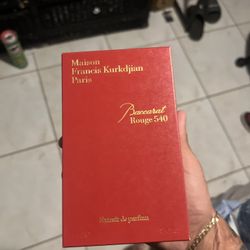 Maison
Francis Kurkdjian
Paris
Baccarat
Rouge 540
Extrait de parfum